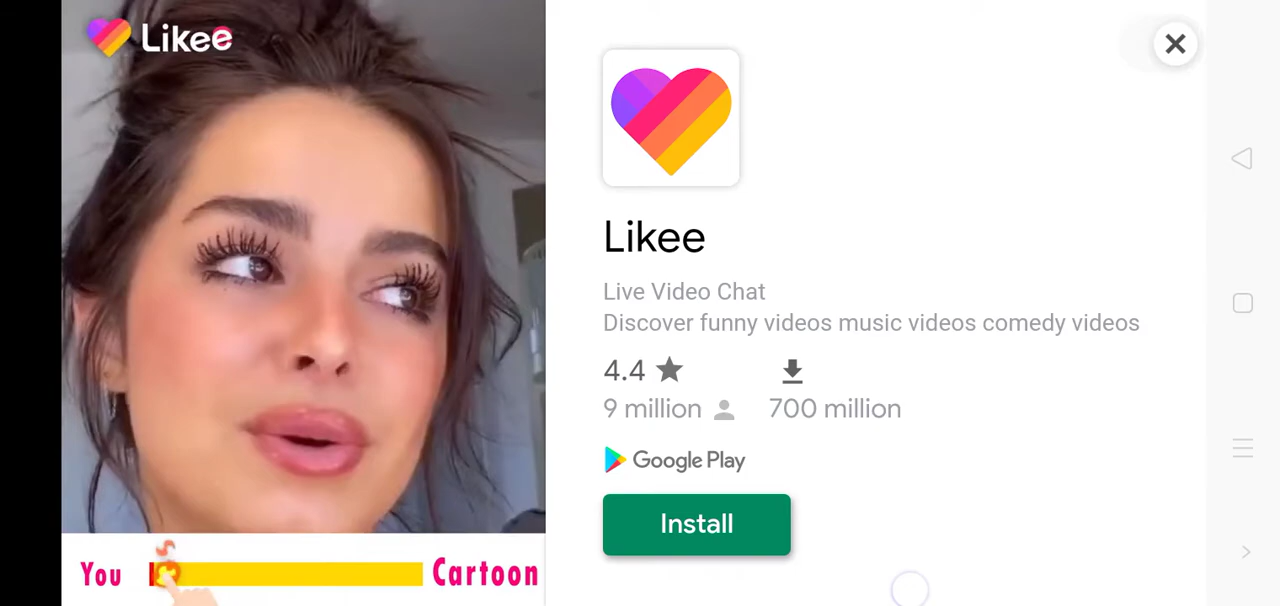 Likee
You
Cartoon
Likee
Live Video Chat
Discover funny videos music videos comedy videos
4.4
9 million
700 million
Google Play
Install